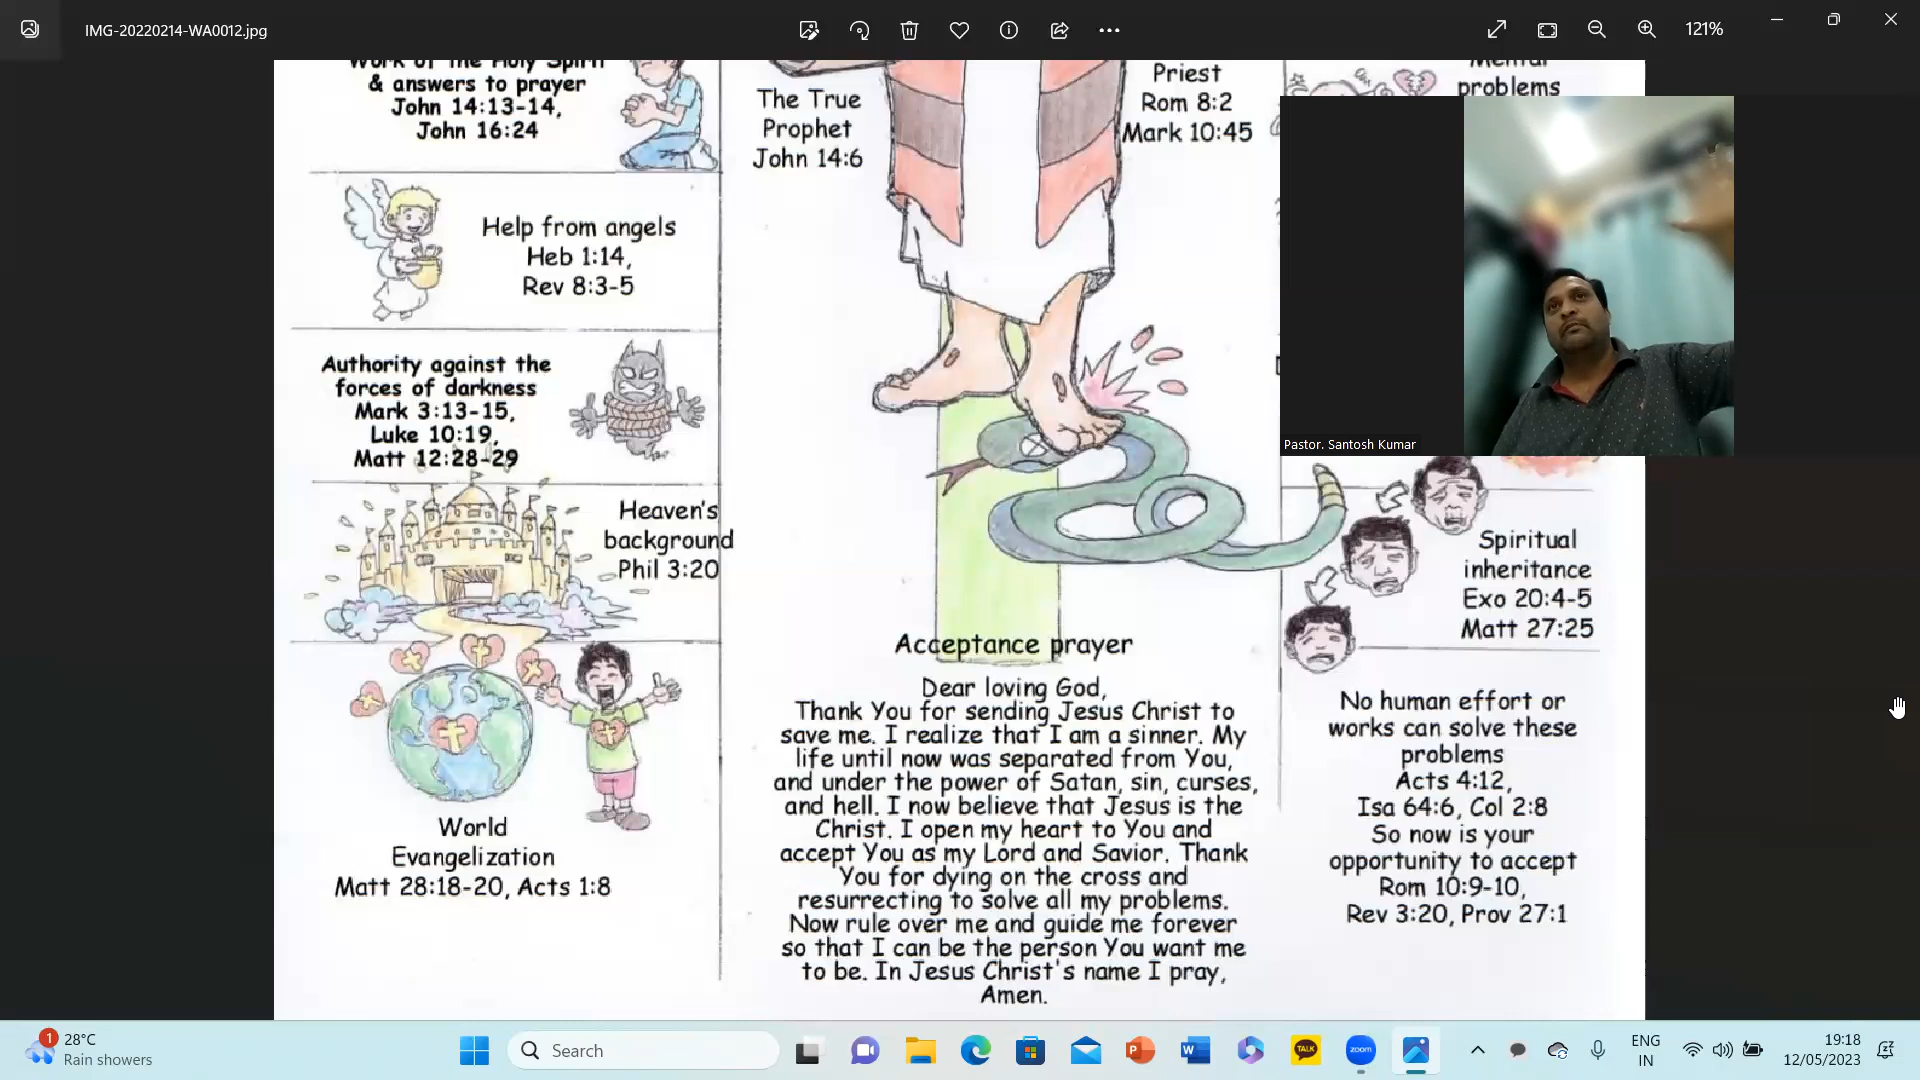 IMG-20220214-WA0012.jpg
121%
Work of the Holy Spirit
& answers to prayer
John 14:13-14,
John 16:24
Help from angels
Heb 1:14,
Rev 8:3-5
Authority against the
forces of darkness
Mark 3:13-15,
Luke 10:19,
Matt 12:28-29
Heaven's
background
Phil 3:20
World
Evangelization
Matt 28:18-20, Acts 1:8
The True
Prophet
John 14:6
Priest
Rom 8:2
Mark 10:45
Acceptance prayer
Dear loving God,
Thank You for sending Jesus Christ to
save me. I realize that I am a sinner. My
life until now was separated from You,
and under the power of Satan, sin, curses,
and hell. I now believe that Jesus is the
Christ. I open my heart to You and
accept You as my Lord and Savior. Thank
You for dying on the cross and
resurrecting to solve all my problems.
Now rule over me and guide me forever
so that I can be the person You want me
to be. In Jesus Christ's name I pray,
Amen.
Mental
problems
Pastor. Santosh Kumar
Spiritual
inheritance
Exo 20:4-5
Matt 27:25
No human effort or
works can solve these
problems
Acts 4:12,
Isa 64:6, Col 2:8
So now is your
opportunity to accept
Rom 10:9-10,
Rev 3:20, Prov 27:1
1
28°C
Rain showers
Search
P
W
TALK
zoom
ENG
IN
19:18
12/05/2023